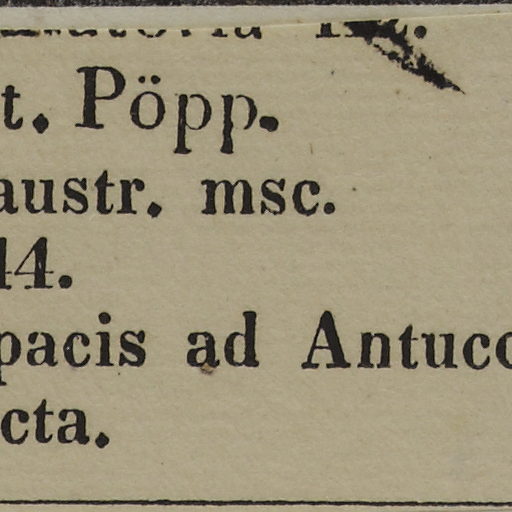 t. Pöpp.
austr. msc.
44.
pacis ad Antuco
cta.